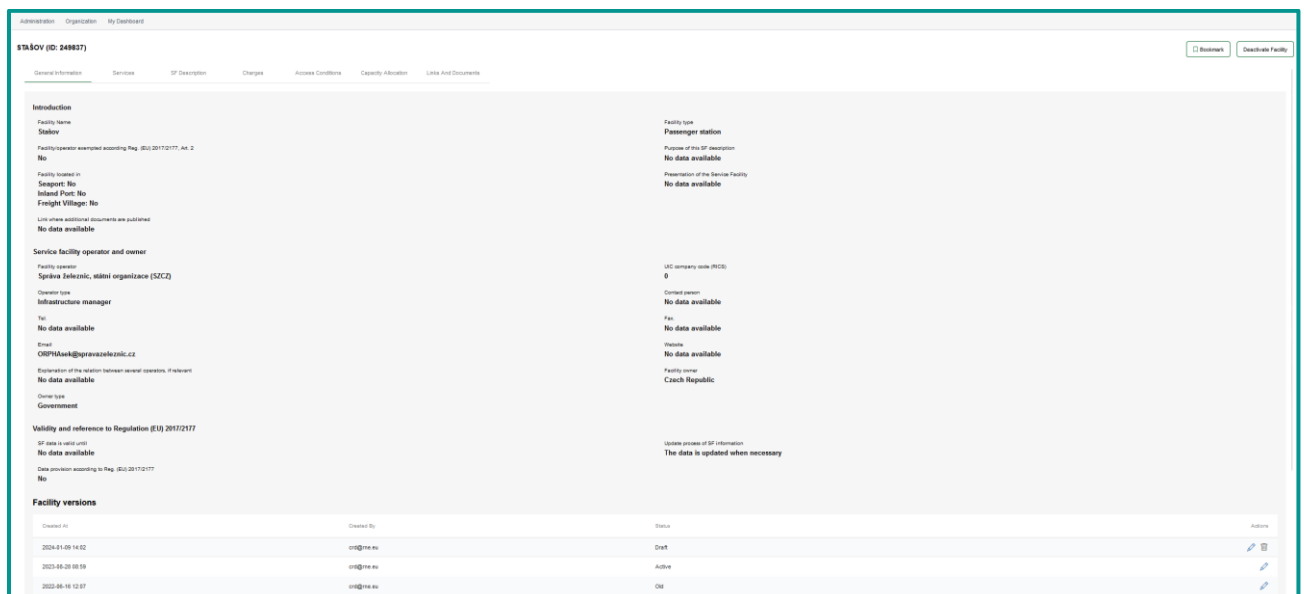 Administration Organization My Dashboard
STAŠOV (ID: 249837)
Bookmark Deactivate Facility
General Information Services SF Description Charges Access Conditions Capacity Allocation Links And Documents
Introduction
Facility Name Facility type
Stašov Passenger station
Facility/operator exempted according Reg. (EU) 2017/2177, Art. 2 Purpose of this SF description
No No data available
Facility located in Presentation of the Service Facility
Seaport: No No data available
Inland Port: No
Freight Village: No
Link where additional documents are published
No data available
Service facility operator and owner
Facility operator UIC company code (RICS)
Správa železnic, státní organizace (SZCZ) 0
Operator type Contact person
Infrastructure manager No data available
Tel: Fax:
No data available No data available
Email Website
ORPHAsek@spravazeleznic.cz No data available
Explanation of the relation between several operators, if relevant Facility owner
No data available Czech Republic
Owner type
Government
Validity and reference to Regulation (EU) 2017/2177
SF data is valid until Update process of SF information
No data available The data is updated when necessary
Data provision according to Reg. (EU) 2017/2177
No
Facility versions
Created At Created By Status Actions
2024-01-09 14:02 crd@rne.eu Draft
2023-06-28 08:59 crd@rne.eu Active
2022-06-16 12:07 crd@rne.eu Old